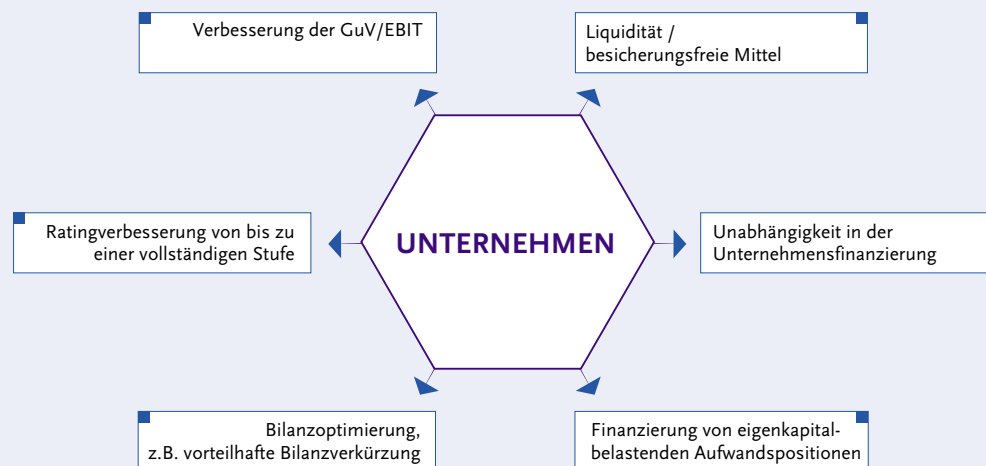 Verbesserung der GuV/EBIT
Liquidität /
besicherungsfreie Mittel
Ratingverbesserung von bis zu
einer vollständigen Stufe
UNTERNEHMEN
Unabhängigkeit in der
Unternehmensfinanzierung
Bilanzoptimierung,
z.B. vorteilhafte Bilanzverkürzung
Finanzierung von eigenkapital-
belastenden Aufwandspositionen